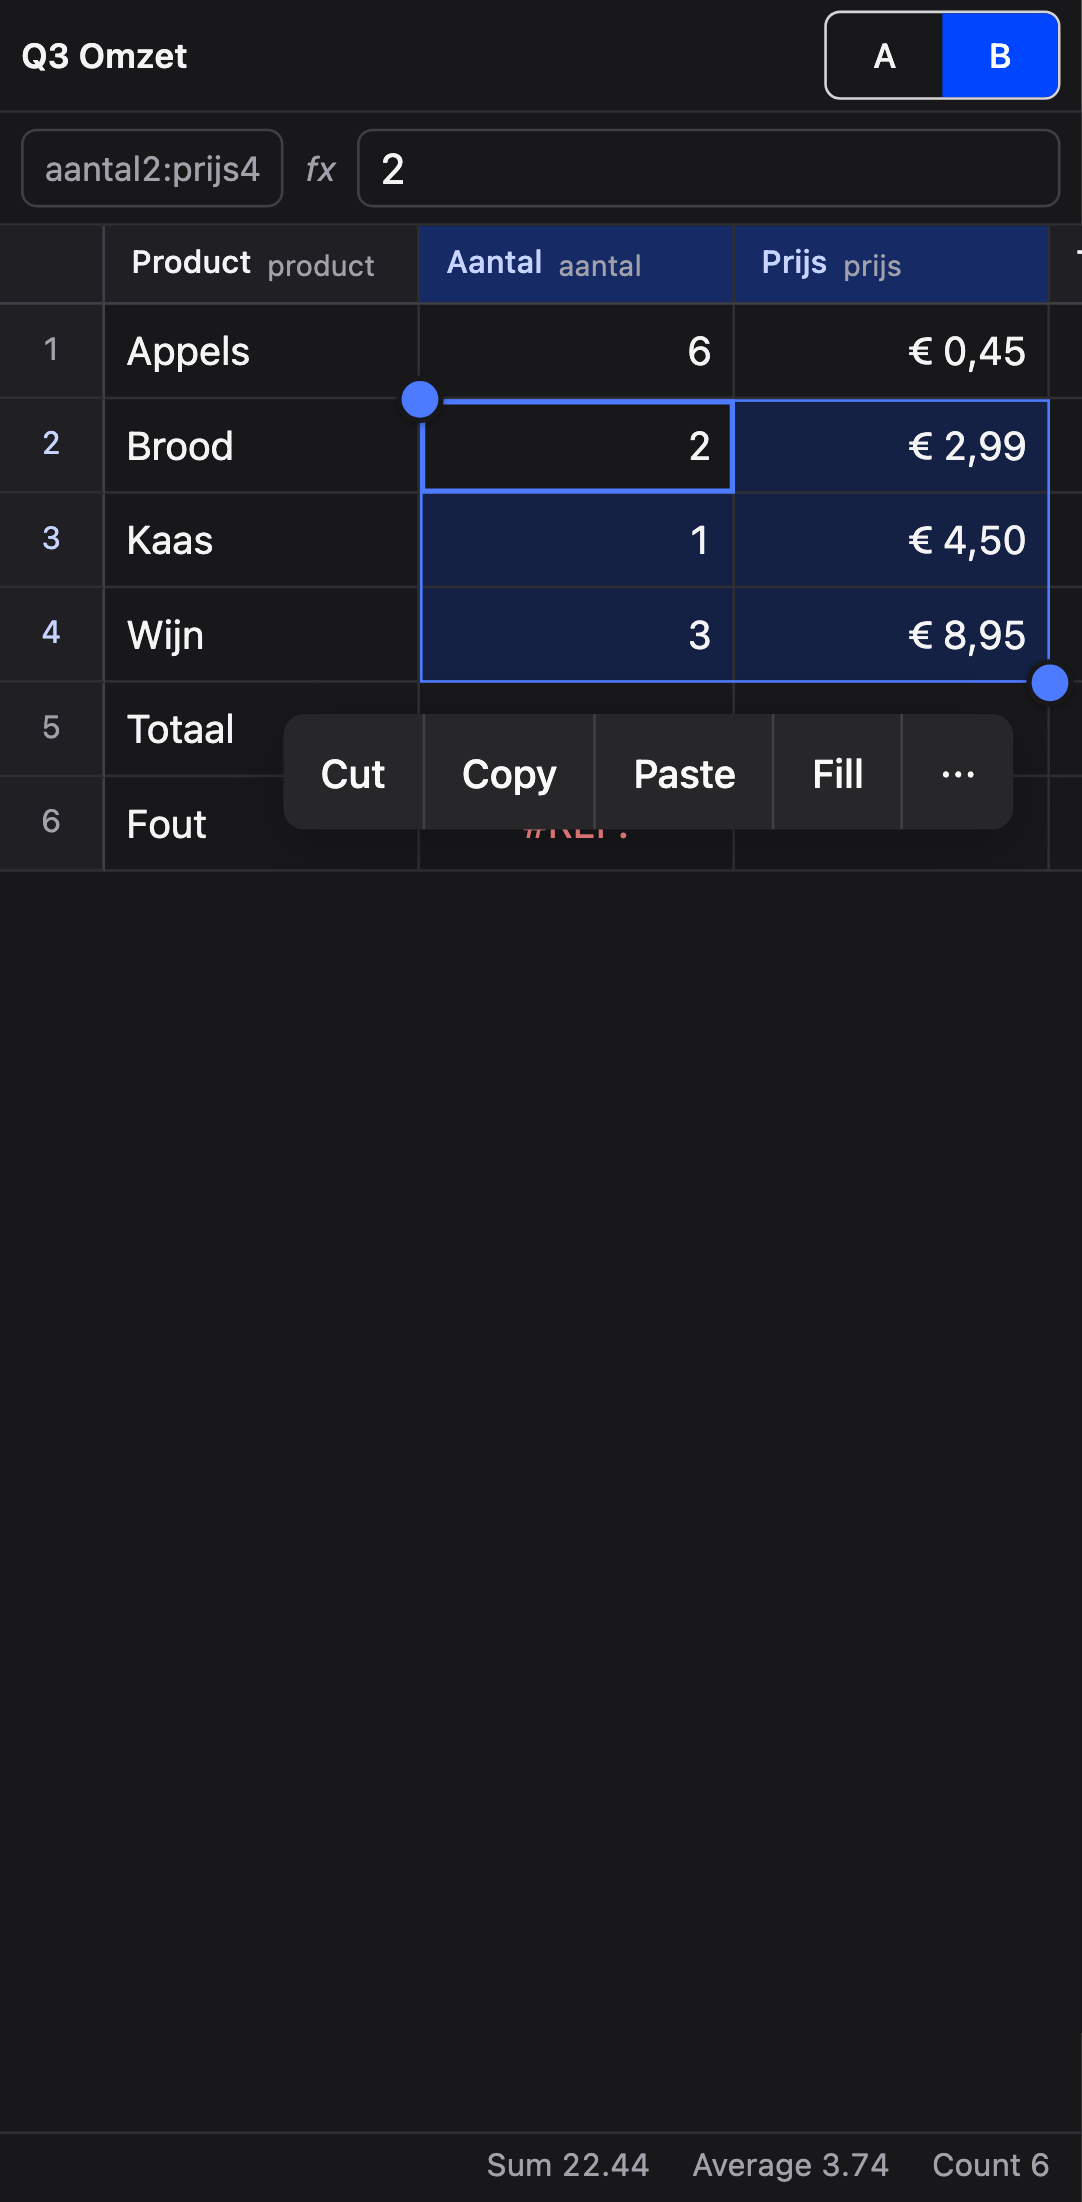 Q3 Omzet A B
aantal2:prijs4 fx 2
Product product Aantal aantal Prijs prijs
1 Appels 6 € 0,45
2 Brood 2 € 2,99
3 Kaas 1 € 4,50
4 Wijn 3 € 8,95
5 Totaal
Cut Copy Paste Fill ...
6 Fout
Sum 22.44 Average 3.74 Count 6